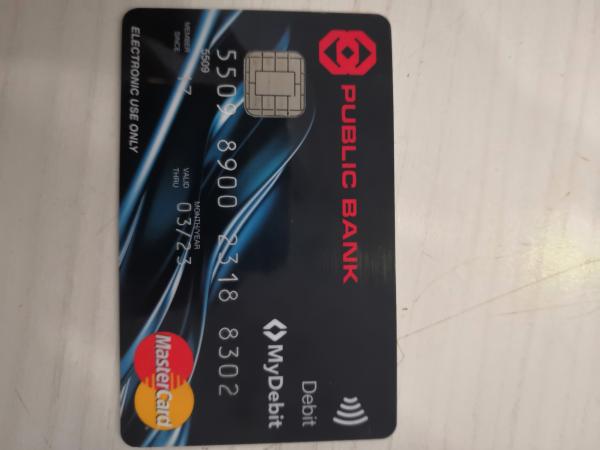 PUBLIC BANK
5509 8900 2318 8302
5509
MEMBER
SINCE
VALID
THRU
MONTH/YEAR
03/23
ELECTRONIC USE ONLY
Debit
MyDebit
MasterCard